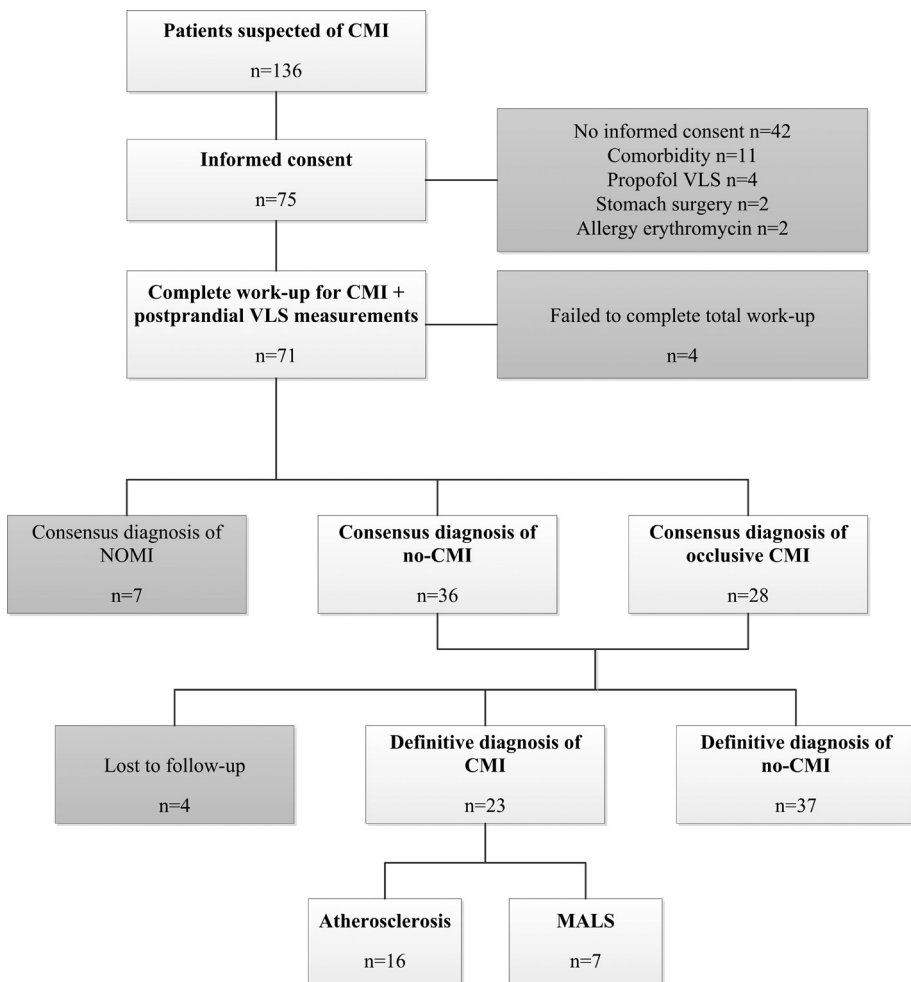 Patients suspected of CMI
n=136
No informed consent n=42
Comorbidity n=11
Propofol VLS n=4
Stomach surgery n=2
Allergy erythromycin n=2
Informed consent
n=75
Complete work-up for CMI +
postprandial VLS measurements
n=71
Failed to complete total work-up
n=4
Consensus diagnosis of
NOMI
n=7
Consensus diagnosis of
no-CMI
n=36
Consensus diagnosis of
occlusive CMI
n=28
Lost to follow-up
n=4
Definitive diagnosis of
CMI
n=23
Definitive diagnosis of
no-CMI
n=37
Atherosclerosis
n=16
MALS
n=7